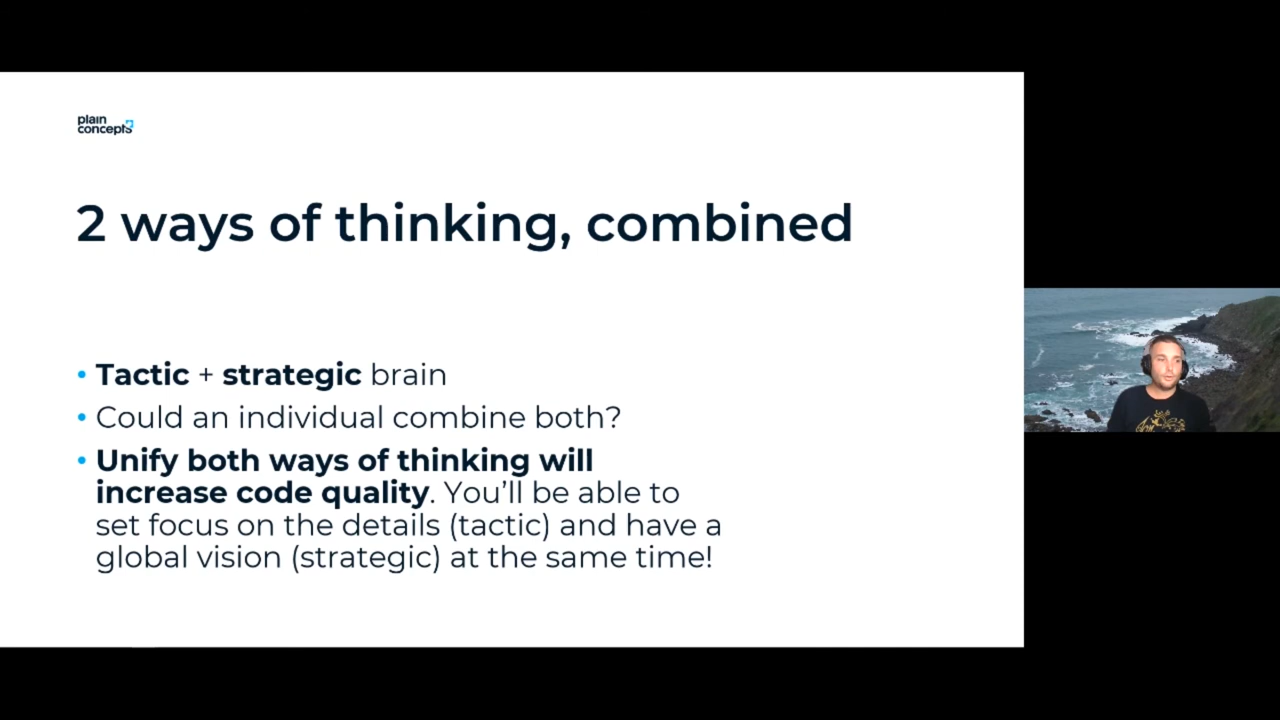 plain
concepts
2 ways of thinking, combined
• Tactic + strategic brain
• Could an individual combine both?
• Unify both ways of thinking will
increase code quality. You’ll be able to
set focus on the details (tactic) and have a
global vision (strategic) at the same time!